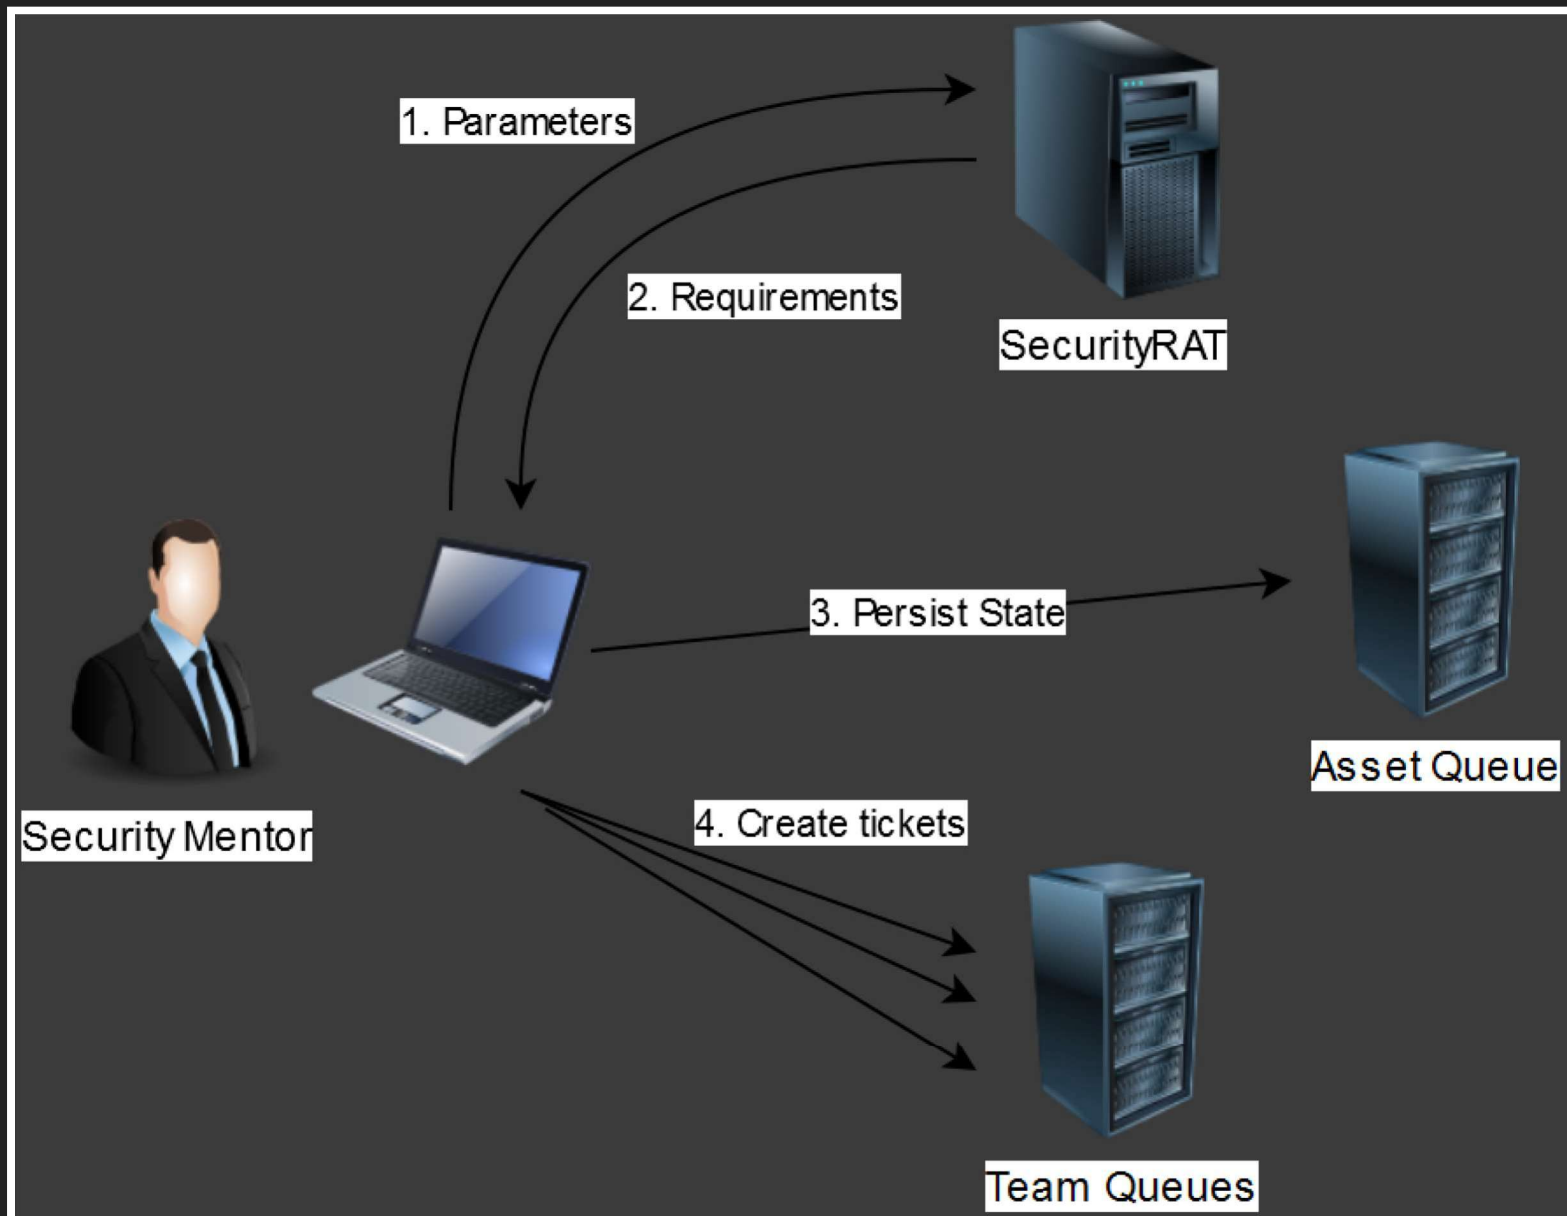 1. Parameters
2. Requirements
SecurityRAT
3. Persist State
Asset Queue
Security Mentor
4. Create tickets
Team Queues